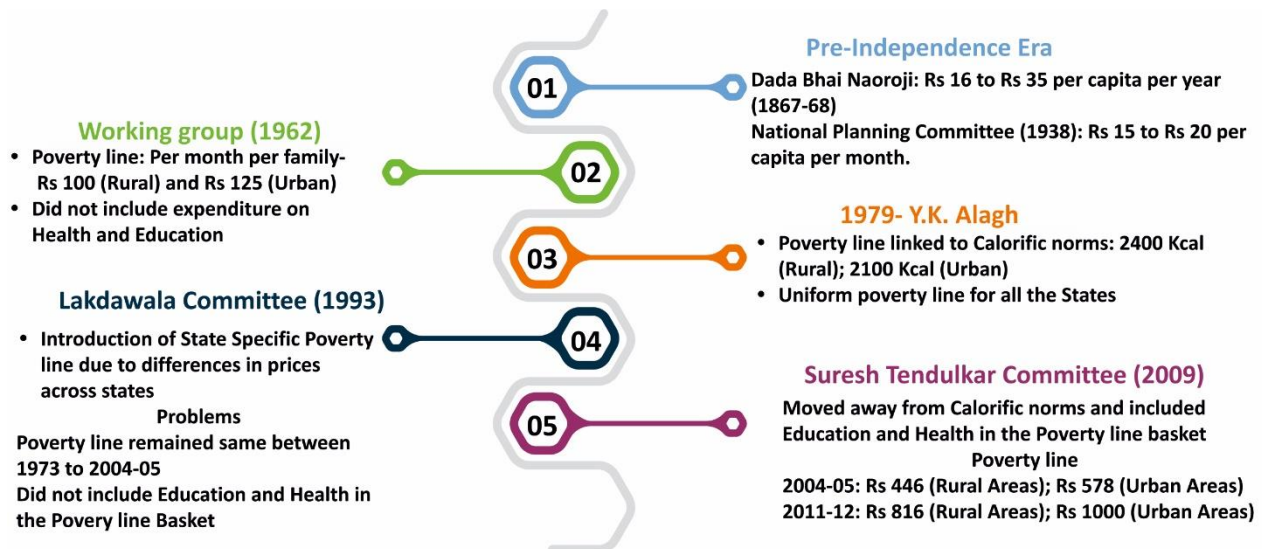 01
Pre-Independence Era
Dada Bhai Naoroji: Rs 16 to Rs 35 per capita per year
(1867-68)
National Planning Committee (1938): Rs 15 to Rs 20 per
capita per month.
Working group (1962)
• Poverty line: Per month per family-
Rs 100 (Rural) and Rs 125 (Urban)
• Did not include expenditure on
Health and Education
02
03
1979- Y.K. Alagh
• Poverty line linked to Calorific norms: 2400 Kcal
(Rural); 2100 Kcal (Urban)
• Uniform poverty line for all the States
Lakdawala Committee (1993)
• Introduction of State Specific Poverty
line due to differences in prices
across states
Problems
Poverty line remained same between
1973 to 2004-05
Did not include Education and Health in
the Povery line Basket
04
05
Suresh Tendulkar Committee (2009)
Moved away from Calorific norms and included
Education and Health in the Poverty line basket
Poverty line
2004-05: Rs 446 (Rural Areas); Rs 578 (Urban Areas)
2011-12: Rs 816 (Rural Areas); Rs 1000 (Urban Areas)